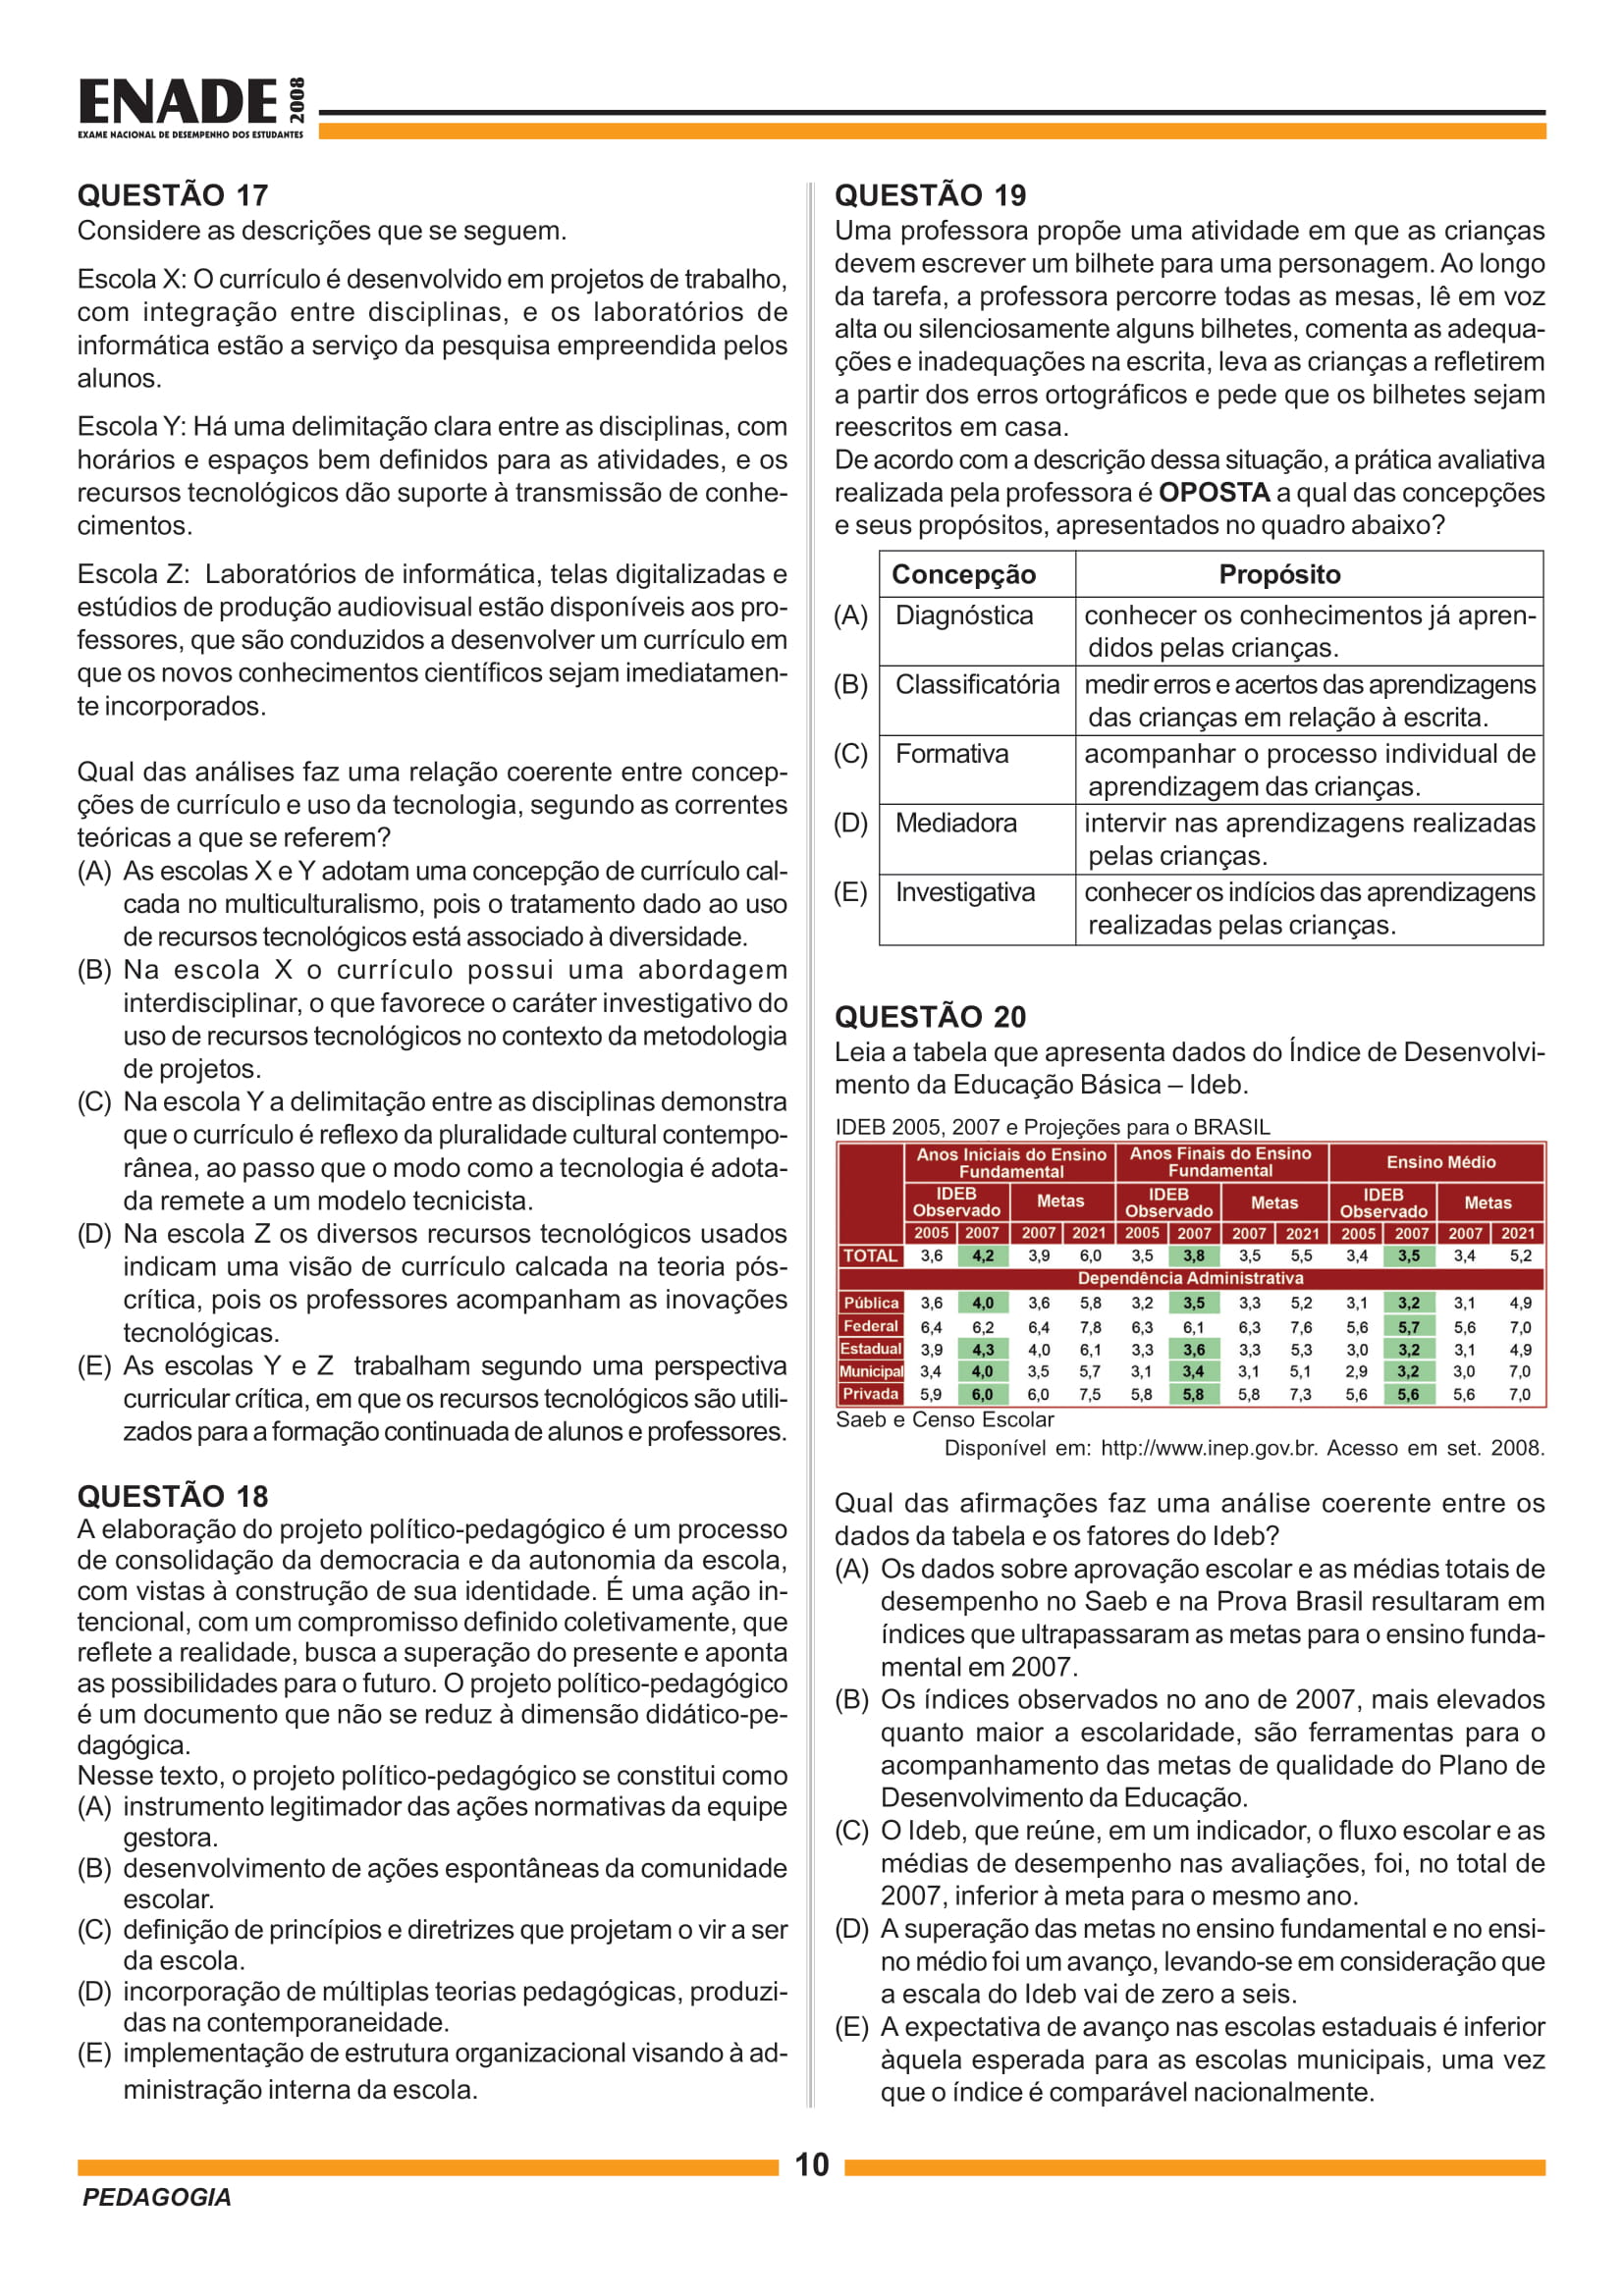 ENADE 2008
EXAME NACIONAL DE DESEMPENHO DOS ESTUDANTES
QUESTÃO 17
Considere as descrições que se seguem.
Escola X: O currículo é desenvolvido em projetos de trabalho,
com integração entre disciplinas, e os laboratórios de
informática estão a serviço da pesquisa empreendida pelos
alunos.
Escola Y: Há uma delimitação clara entre as disciplinas, com
horários e espaços bem definidos para as atividades, e os
recursos tecnológicos dão suporte à transmissão de conhe-
cimentos.
Escola Z: Laboratórios de informática, telas digitalizadas e
estúdios de produção audiovisual estão disponíveis aos pro-
fessores, que são conduzidos a desenvolver um currículo em
que os novos conhecimentos científicos sejam imediatamen-
te incorporados.
Qual das análises faz uma relação coerente entre concep-
ções de currículo e uso da tecnologia, segundo as correntes
teóricas a que se referem?
(A) As escolas X e Y adotam uma concepção de currículo cal-
cada no multiculturalismo, pois o tratamento dado ao uso
de recursos tecnológicos está associado à diversidade.
(B) Na escola X o currículo possui uma abordagem
interdisciplinar, o que favorece o caráter investigativo do
uso de recursos tecnológicos no contexto da metodologia
de projetos.
(C) Na escola Y a delimitação entre as disciplinas demonstra
que o currículo é reflexo da pluralidade cultural contempo-
rânea, ao passo que o modo como a tecnologia é adota-
da remete a um modelo tecnicista.
(D) Na escola Z os diversos recursos tecnológicos usados
indicam uma visão de currículo calcada na teoria pós-
crítica, pois os professores acompanham as inovações
tecnológicas.
(E) As escolas Y e Z trabalham segundo uma perspectiva
curricular crítica, em que os recursos tecnológicos são utili-
zados para a formação continuada de alunos e professores.
QUESTÃO 18
A elaboração do projeto político-pedagógico é um processo
de consolidação da democracia e da autonomia da escola,
com vistas à construção de sua identidade. É uma ação in-
tencional, com um compromisso definido coletivamente, que
reflete a realidade, busca a superação do presente e aponta
as possibilidades para o futuro. O projeto político-pedagógico
é um documento que não se reduz à dimensão didático-pe-
dagógica.
Nesse texto, o projeto político-pedagógico se constitui como
(A) instrumento legitimador das ações normativas da equipe
gestora.
(B) desenvolvimento de ações espontâneas da comunidade
escolar.
(C) definição de princípios e diretrizes que projetam o vir a ser
da escola.
(D) incorporação de múltiplas teorias pedagógicas, produzi-
das na contemporaneidade.
(E) implementação de estrutura organizacional visando à ad-
ministração interna da escola.
QUESTÃO 19
Uma professora propõe uma atividade em que as crianças
devem escrever um bilhete para uma personagem. Ao longo
da tarefa, a professora percorre todas as mesas, lê em voz
alta ou silenciosamente alguns bilhetes, comenta as adequa-
ções e inadequações na escrita, leva as crianças a refletirem
a partir dos erros ortográficos e pede que os bilhetes sejam
reescritos em casa.
De acordo com a descrição dessa situação, a prática avaliativa
realizada pela professora é OPOSTA a qual das concepções
e seus propósitos, apresentados no quadro abaixo?
Concepção Propósito
(A) Diagnóstica conhecer os conhecimentos já apren-
didos pelas crianças.
(B) Classificatória medir erros e acertos das aprendizagens
das crianças em relação à escrita.
(C) Formativa acompanhar o processo individual de
aprendizagem das crianças.
(D) Mediadora intervir nas aprendizagens realizadas
pelas crianças.
(E) Investigativa conhecer os indícios das aprendizagens
realizadas pelas crianças.
QUESTÃO 20
Leia a tabela que apresenta dados do Índice de Desenvolvi-
mento da Educação Básica – Ideb.
IDEB 2005, 2007 e Projeções para o BRASIL
Anos Iniciais do Ensino Fundamental Anos Finais do Ensino Fundamental Ensino Médio
IDEB Observado Metas IDEB Observado Metas IDEB Observado Metas
2005 2007 2007 2021 2005 2007 2007 2021 2005 2007 2007 2021
TOTAL 3,6 4,2 3,9 6,0 3,5 3,8 3,5 5,5 3,4 3,5 3,4 5,2
Dependência Administrativa
Pública 3,6 4,0 3,6 5,8 3,2 3,5 3,3 5,2 3,1 3,2 3,1 4,9
Federal 6,4 6,2 6,4 7,8 6,3 6,1 6,3 7,6 5,6 5,7 5,6 7,0
Estadual 3,9 4,3 4,0 6,1 3,3 3,6 3,3 5,3 3,0 3,2 3,1 4,9
Municipal 3,4 4,0 3,5 5,7 3,1 3,4 3,1 5,1 2,9 3,2 3,0 7,0
Privada 5,9 6,0 6,0 7,5 5,8 5,8 5,8 7,3 5,6 5,6 5,6 7,0
Saeb e Censo Escolar
Disponível em: http://www.inep.gov.br. Acesso em set. 2008.
Qual das afirmações faz uma análise coerente entre os
dados da tabela e os fatores do Ideb?
(A) Os dados sobre aprovação escolar e as médias totais de
desempenho no Saeb e na Prova Brasil resultaram em
índices que ultrapassaram as metas para o ensino funda-
mental em 2007.
(B) Os índices observados no ano de 2007, mais elevados
quanto maior a escolaridade, são ferramentas para o
acompanhamento das metas de qualidade do Plano de
Desenvolvimento da Educação.
(C) O Ideb, que reúne, em um indicador, o fluxo escolar e as
médias de desempenho nas avaliações, foi, no total de
2007, inferior à meta para o mesmo ano.
(D) A superação das metas no ensino fundamental e no ensi-
no médio foi um avanço, levando-se em consideração que
a escala do Ideb vai de zero a seis.
(E) A expectativa de avanço nas escolas estaduais é inferior
àquela esperada para as escolas municipais, uma vez
que o índice é comparável nacionalmente.
10
PEDAGOGIA